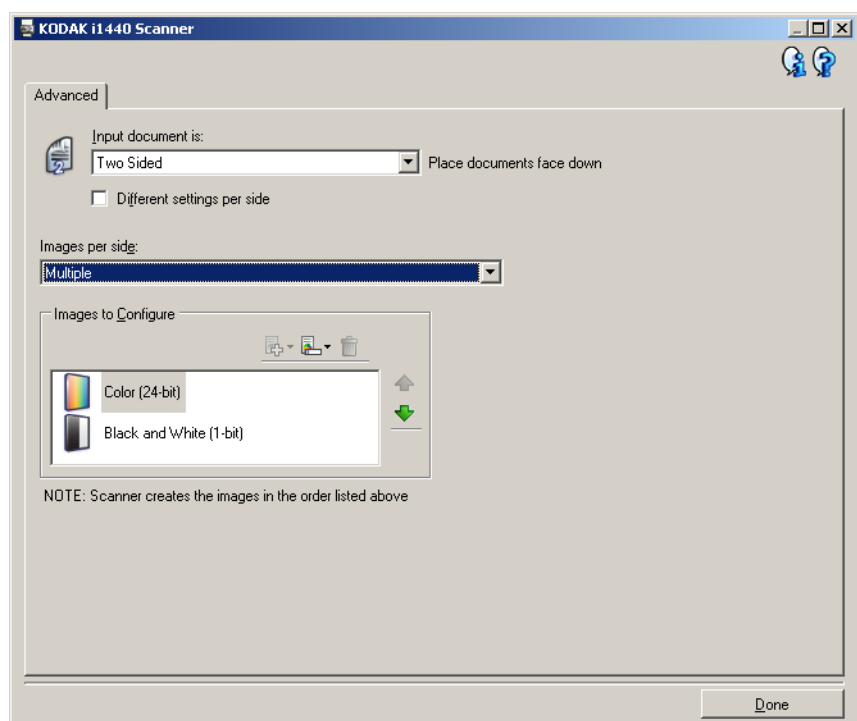 KODAK i1440 Scanner
Advanced
Input document is:
Two Sided
Place documents face down
Different settings per side
Images per side:
Multiple
Images to Configure
Color (24-bit)
Black and White (1-bit)
NOTE: Scanner creates the images in the order listed above
Done